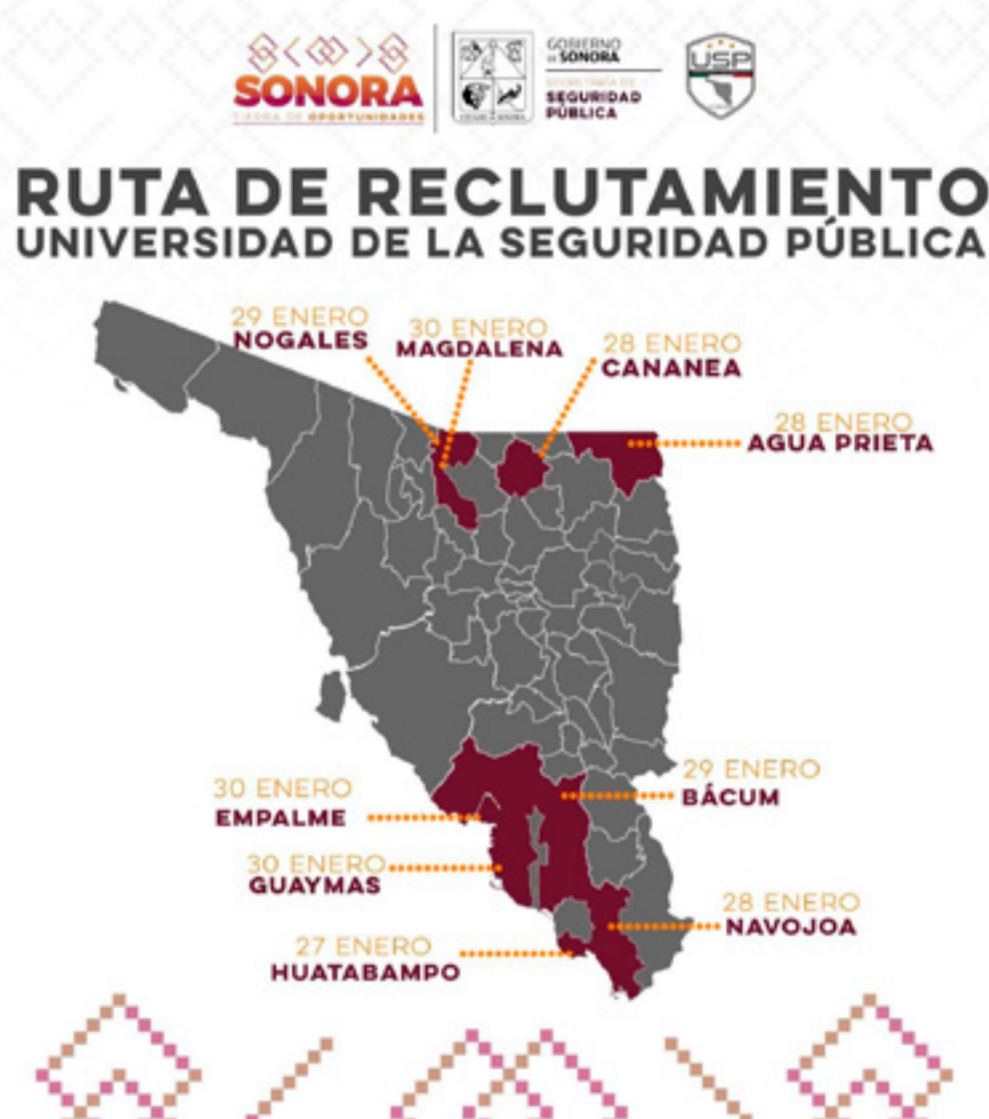 SONORA
TIERRA DE OPORTUNIDADES
GOBIERNO
DE SONORA
SECRETARÍA DE
SEGURIDAD
PÚBLICA
USP
RUTA DE RECLUTAMIENTO
UNIVERSIDAD DE LA SEGURIDAD PÚBLICA
29 ENERO
NOGALES
30 ENERO
MAGDALENA
28 ENERO
CANANEA
28 ENERO
AGUA PRIETA
30 ENERO
EMPALME
29 ENERO
BÁCUM
30 ENERO
GUAYMAS
28 ENERO
NAVOJOA
27 ENERO
HUATABAMPO